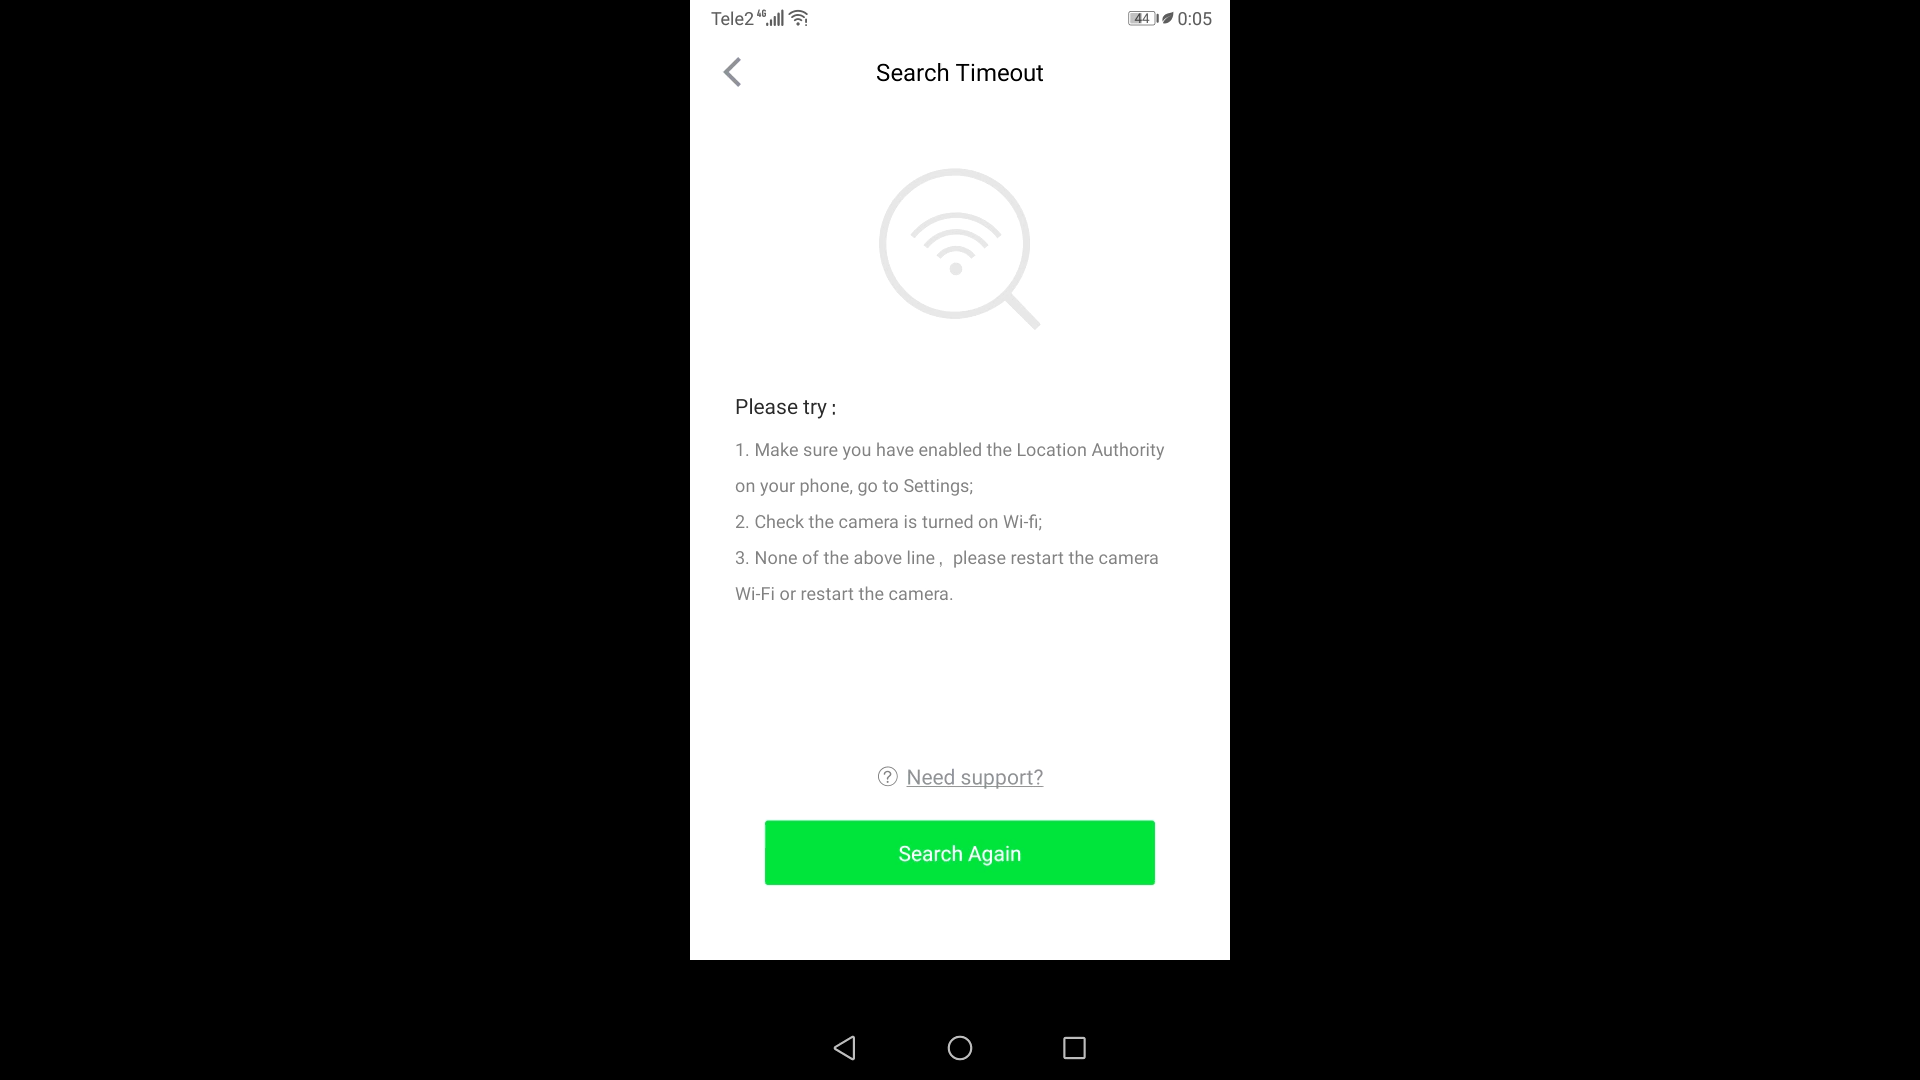 Tele2 4G 44 0:05
Search Timeout
Please try :
1. Make sure you have enabled the Location Authority
on your phone, go to Settings;
2. Check the camera is turned on Wi-fi;
3. None of the above line，please restart the camera
Wi-Fi or restart the camera.
? Need support?
Search Again